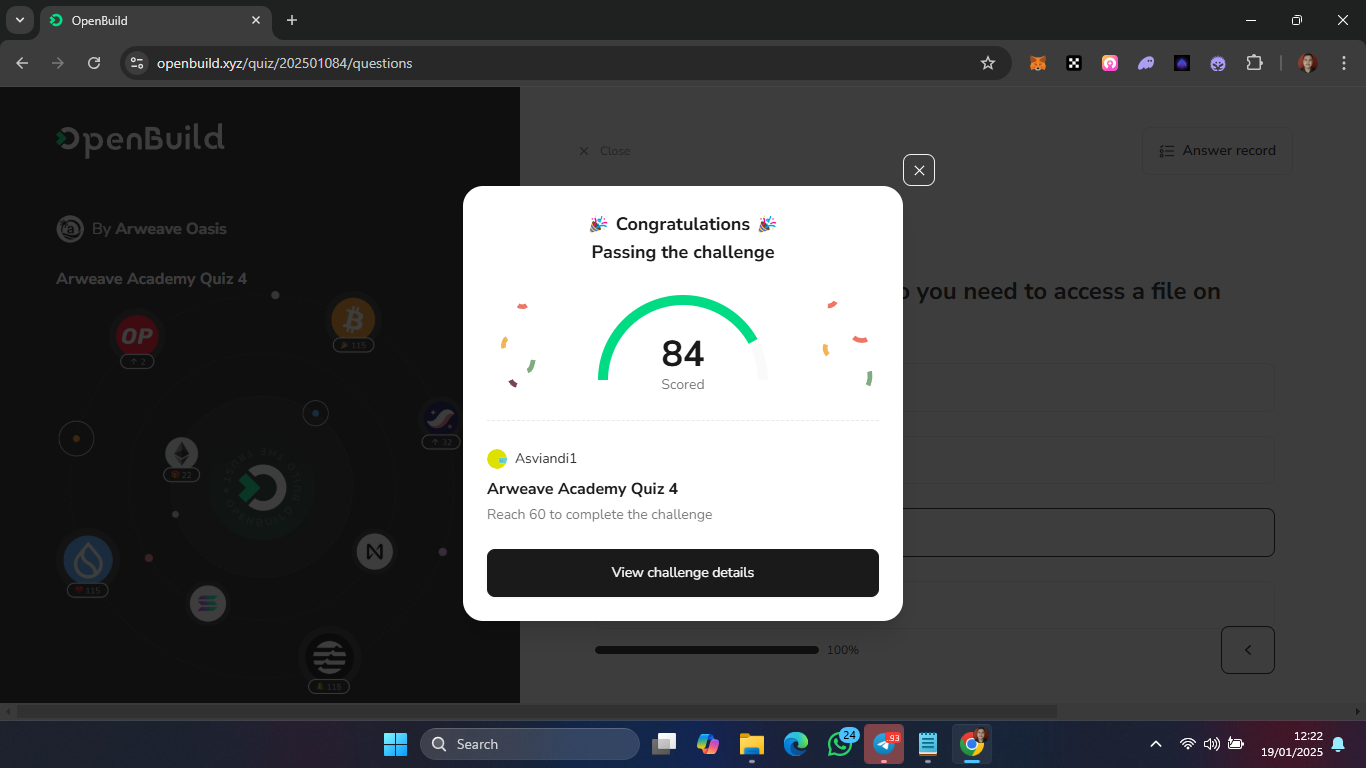 OpenBuild
openbuild.xyz/quiz/202501084/questions
OpenBuild
Close
Answer record
By Arweave Oasis
🎉 Congratulations 🎉
Passing the challenge
Arweave Academy Quiz 4
you need to access a file on
OP
2
115
84
Scored
32
22
Asviandi1
Arweave Academy Quiz 4
Reach 60 to complete the challenge
115
View challenge details
100%
115
Search
24
93
12:22
19/01/2025